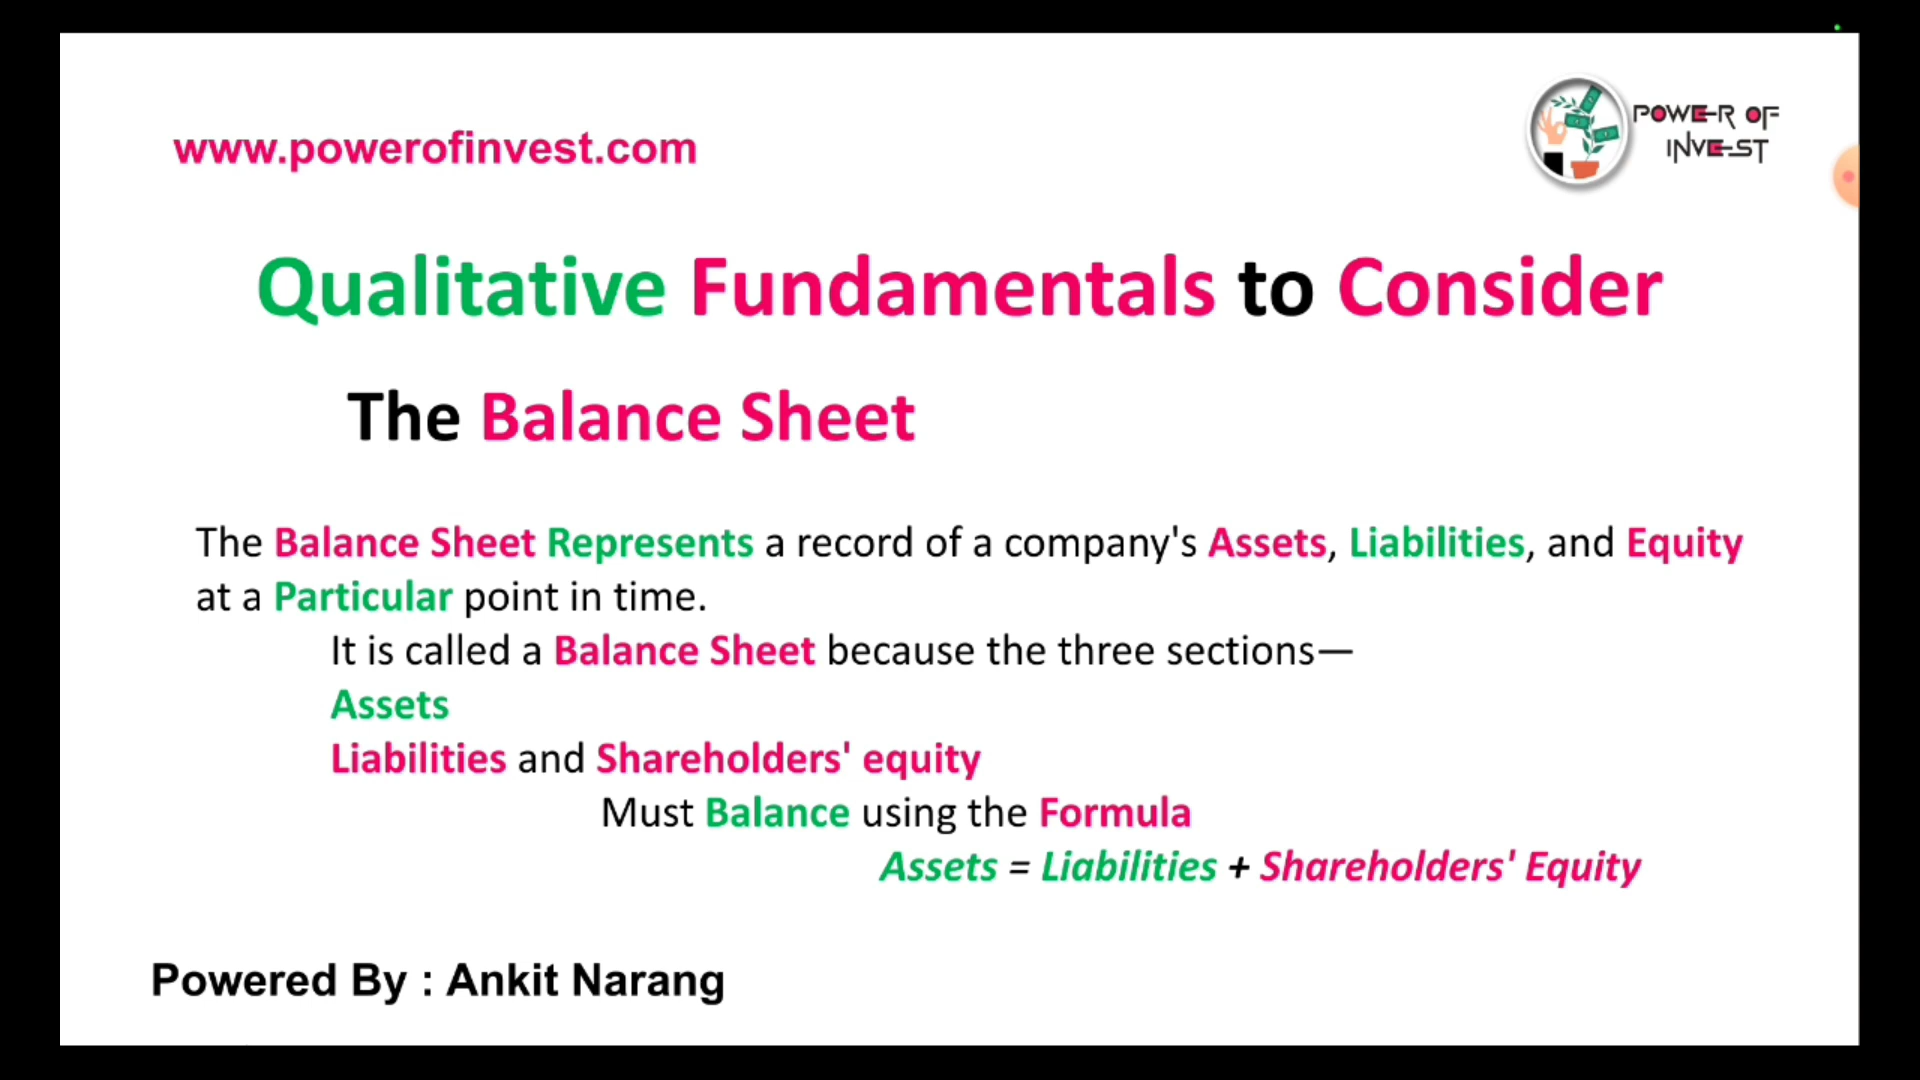 www.powerofinvest.com
POWER OF
INVEST
Qualitative Fundamentals to Consider
The Balance Sheet
The Balance Sheet Represents a record of a company's Assets, Liabilities, and Equity
at a Particular point in time.
It is called a Balance Sheet because the three sections—
Assets
Liabilities and Shareholders' equity
Must Balance using the Formula
Assets = Liabilities + Shareholders' Equity
Powered By : Ankit Narang